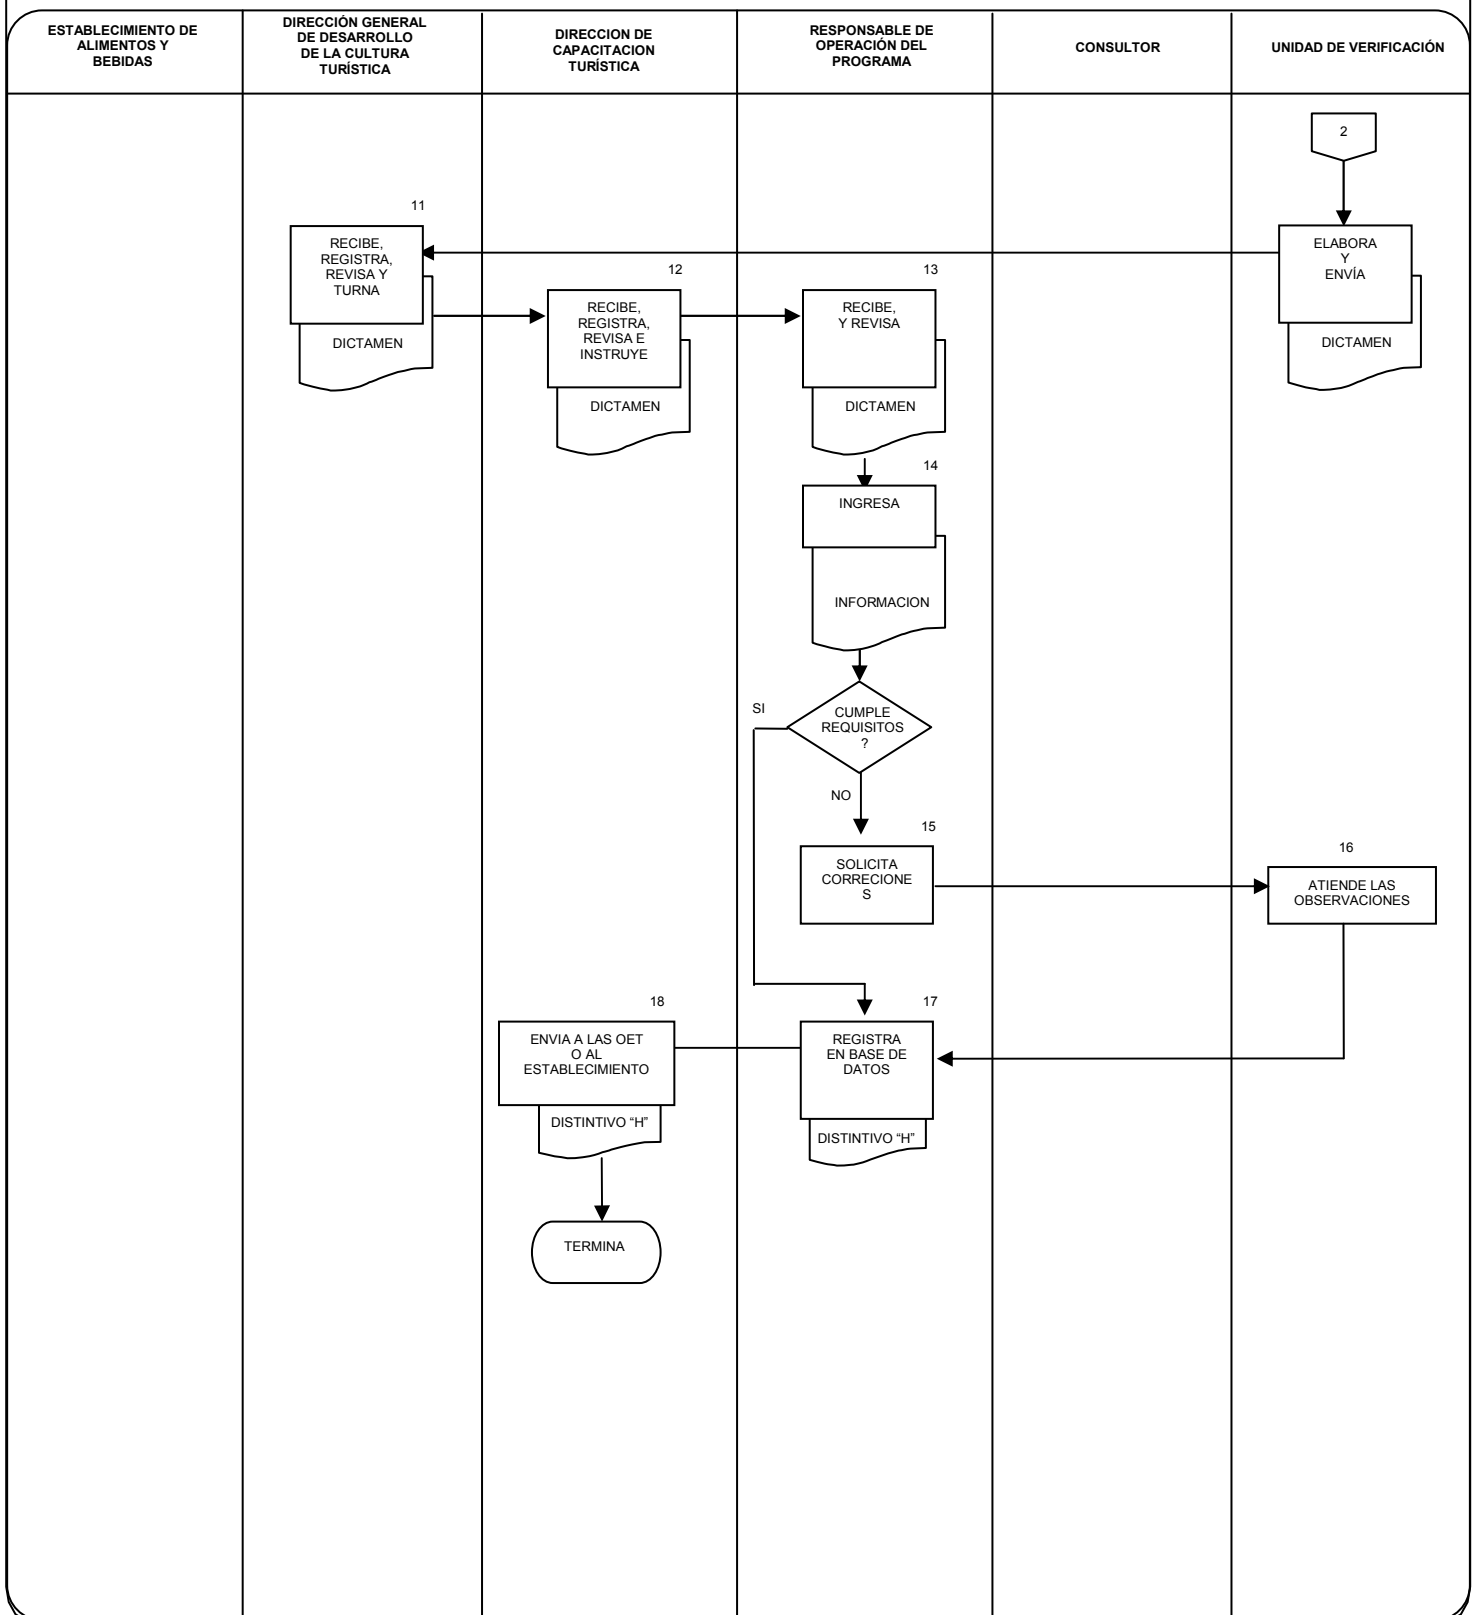 ESTABLECIMIENTO DE
ALIMENTOS Y
BEBIDAS
DIRECCIÓN GENERAL
DE DESARROLLO
DE LA CULTURA
TURÍSTICA
DIRECCION DE
CAPACITACION
TURÍSTICA
RESPONSABLE DE
OPERACIÓN DEL
PROGRAMA
CONSULTOR
UNIDAD DE VERIFICACIÓN
2
ELABORA
Y
ENVÍA
DICTAMEN
11
RECIBE,
REGISTRA,
REVISA Y
TURNA
DICTAMEN
12
RECIBE,
REGISTRA,
REVISA E
INSTRUYE
DICTAMEN
13
RECIBE,
Y REVISA
DICTAMEN
14
INGRESA
INFORMACION
CUMPLE
REQUISITOS
?
SI
NO
15
SOLICITA
CORRECIONE
S
16
ATIENDE LAS
OBSERVACIONES
17
REGISTRA
EN BASE DE
DATOS
DISTINTIVO “H”
18
ENVIA A LAS OET
O AL
ESTABLECIMIENTO
DISTINTIVO “H”
TERMINA